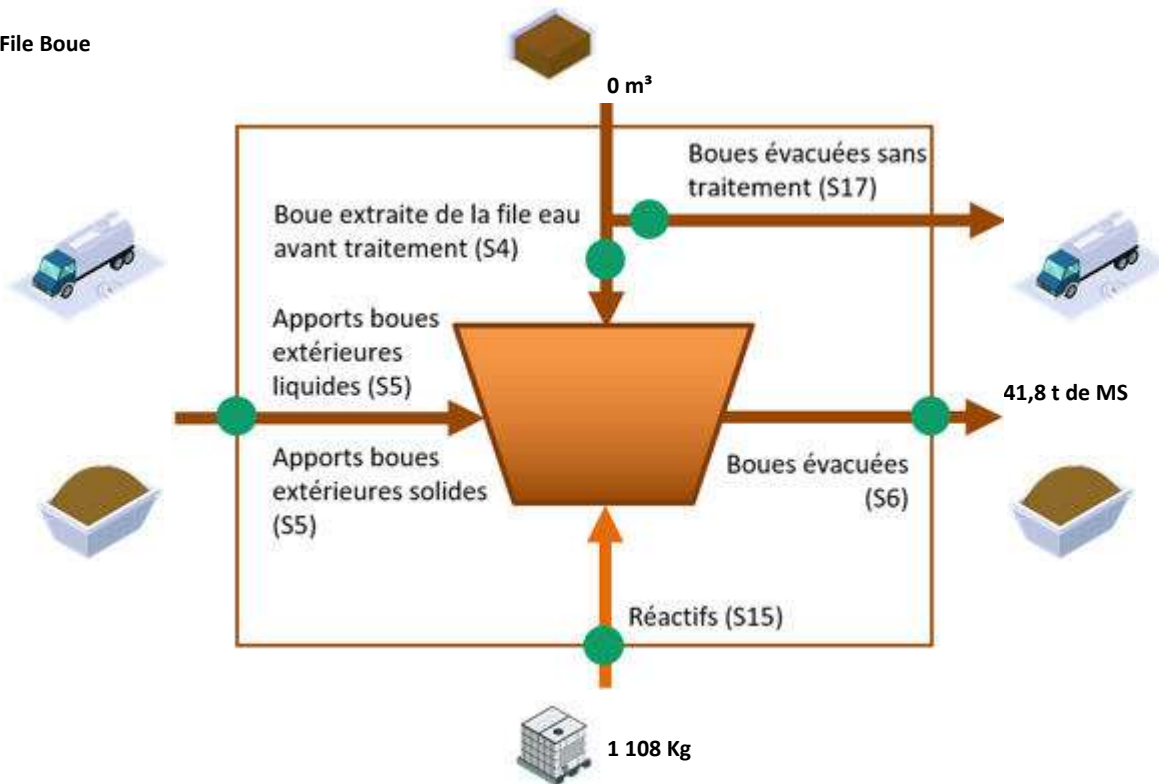 File Boue
0 m³
Boues évacuées sans
traitement (S17)
Boue extraite de la file eau
avant traitement (S4)
Apports boues
extérieures
liquides (S5)
41,8 t de MS
Apports boues
extérieures solides
(S5)
Boues évacuées
(S6)
Réactifs (S15)
1 108 Kg